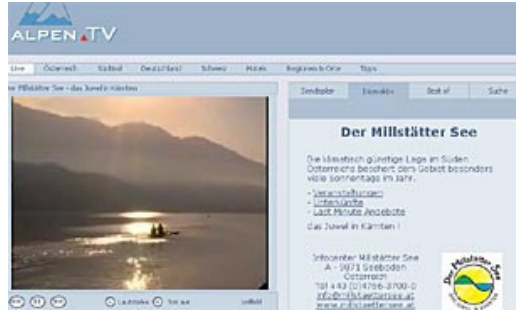 ALPEN.TV
Live Österreich Südtirol Deutschland Schweiz Hotels Regionen & Orte Tipps
Der Millstätter See - das Juwel in Kärnten
Sendeplan Interaktiv Best of Suche
Der Millstätter See
Die klimatisch günstige Lage im Süden
Österreichs beschert dem Gebiet besonders
viele Sonnentage im Jahr.
- Veranstaltungen
- Unterkünfte
- Last Minute Angebote
das Juwel in Kärnten !
Infocenter Millstätter See
A - 9871 Seeboden
Österreich
Tel +43 (0)4766-3700-0
info@millstaettersee.at
www.millstaettersee.at
Der Millstätter See
Lautstärke Ton aus Vollbild